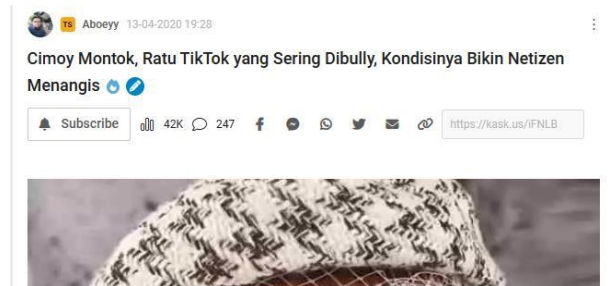 TS Aboeyy 13-04-2020 19:28
Cimoy Montok, Ratu TikTok yang Sering Dibully, Kondisinya Bikin Netizen
Menangis
Subscribe 42K 247 https://kask.us/iFNLB